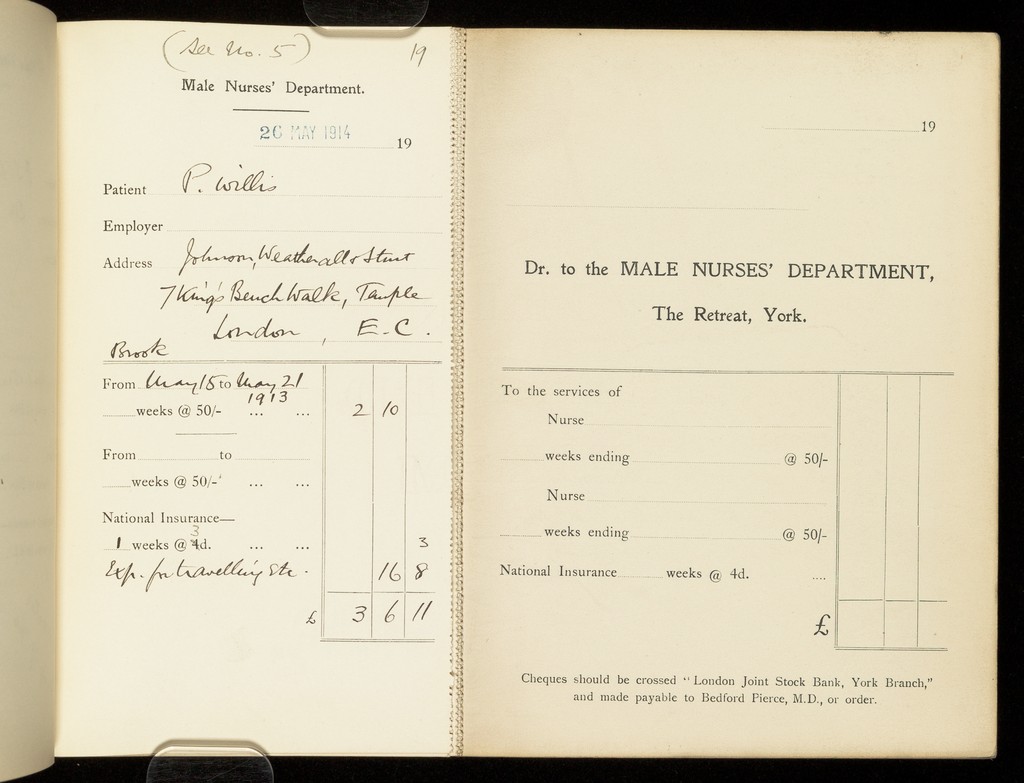 (See No. 5) 19
Male Nurses' Department.
26 MAY 1914 19
Patient P. Willis
Employer
Address Johnson, Weatherall & Sturt
7 King's Bench Walk, Temple
London, E.C.
Brook
From May 15 to May 21
1913
weeks @ 50/- ... ... 2 10
From to
weeks @ 50/- ... ...
National Insurance—
3
1 weeks @ 4d. ... ... 3
Exp. for travelling etc. 16 8
£ 3 6 11
19
Dr. to the MALE NURSES' DEPARTMENT,
The Retreat, York.
To the services of
Nurse
weeks ending @ 50/-
Nurse
weeks ending @ 50/-
National Insurance weeks @ 4d. ....
£
Cheques should be crossed "London Joint Stock Bank, York Branch,"
and made payable to Bedford Pierce, M.D., or order.